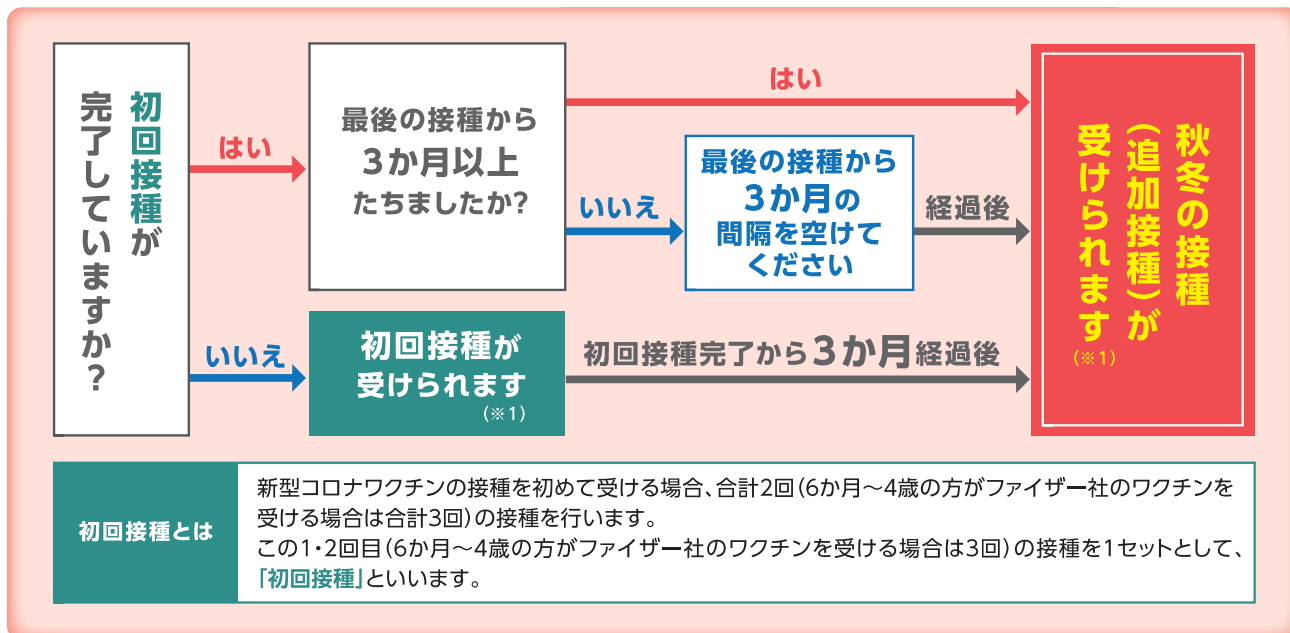 初回接種が
完了していますか？
はい
最後の接種から
3か月以上
たちましたか?
はい
いいえ
最後の接種から
3か月の
間隔を空けて
ください
経過後
いいえ
初回接種が
受けられます
(※1)
初回接種完了から3か月経過後
秋冬の接種
(追加接種)が
受けられます
(※1)
初回接種とは
新型コロナワクチンの接種を初めて受ける場合、合計2回(6か月〜4歳の方がファイザー社のワクチンを
受ける場合は合計3回)の接種を行います。
この1・2回目(6か月〜4歳の方がファイザー社のワクチンを受ける場合は3回)の接種を1セットとして、
「初回接種」といいます。